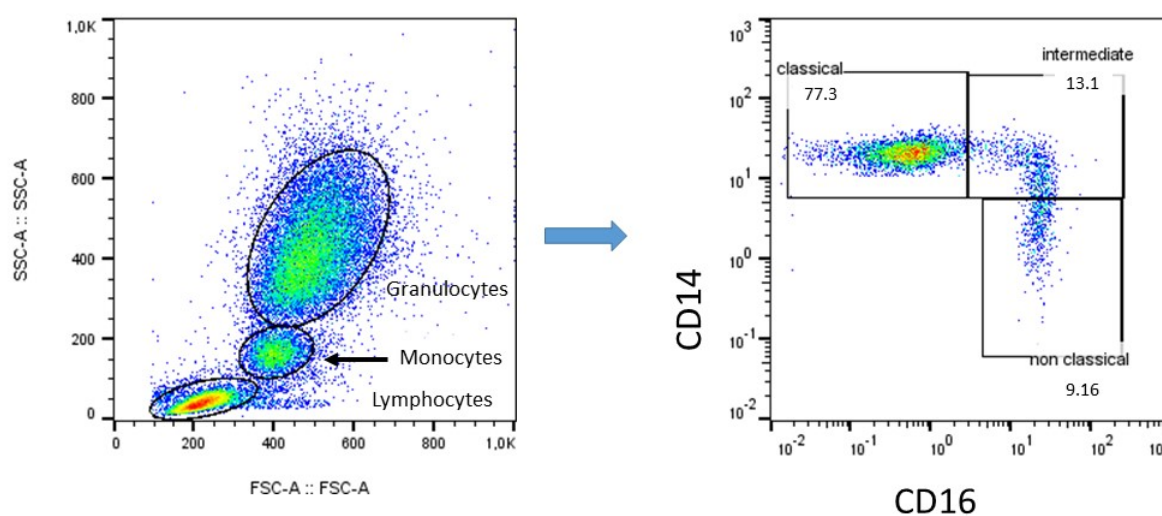 1,0K
800
600
400
200
0
SSC-A :: SSC-A
Granulocytes
Monocytes
Lymphocytes
0 200 400 600 800 1,0K
FSC-A :: FSC-A
10³
10²
10¹
10⁰
10⁻¹
10⁻²
CD14
classical
77.3
intermediate
13.1
non classical
9.16
10⁻² 10⁻¹ 10⁰ 10¹ 10² 10
CD16